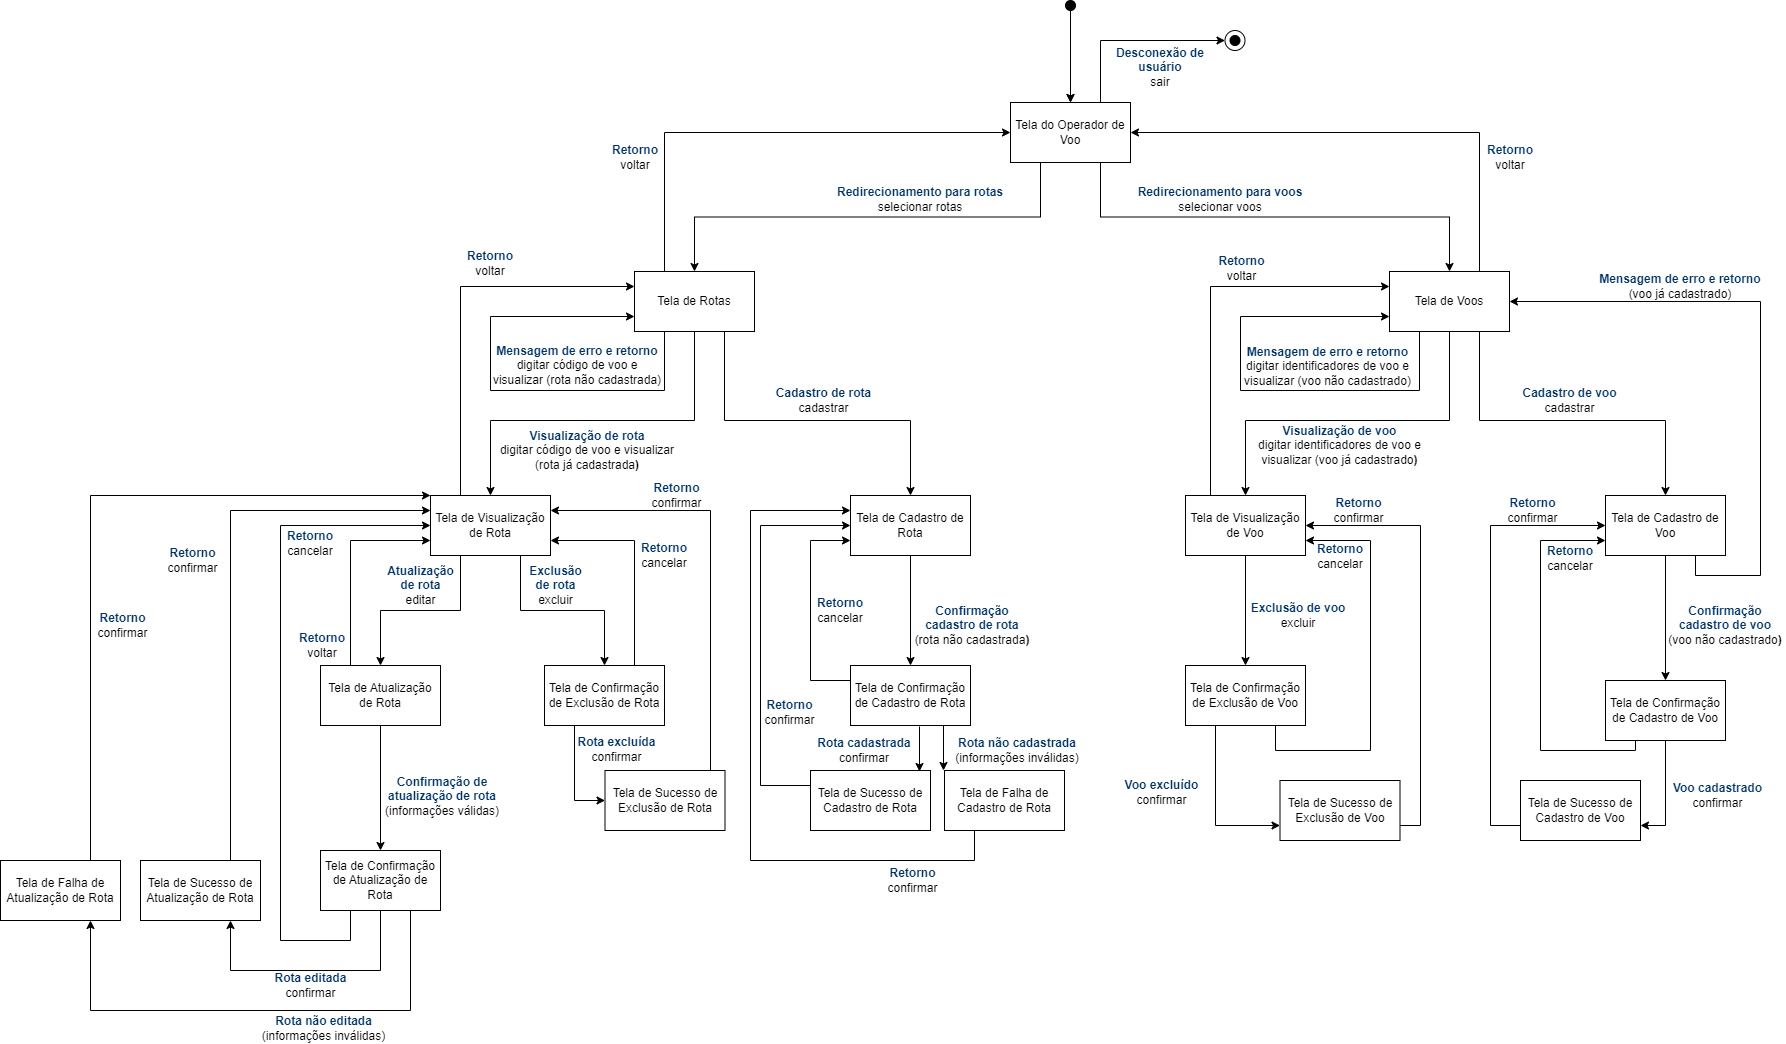 Desconexão de
usuário
sair
Tela do Operador de
Voo
Retorno
voltar
Retorno
voltar
Redirecionamento para rotas
selecionar rotas
Redirecionamento para voos
selecionar voos
Retorno
voltar
Tela de Rotas
Mensagem de erro e retorno
digitar código de voo e
visualizar (rota não cadastrada)
Cadastro de rota
cadastrar
Visualização de rota
digitar código de voo e visualizar
(rota já cadastrada)
Retorno
voltar
Tela de Voos
Mensagem de erro e retorno
(voo já cadastrado)
Mensagem de erro e retorno
digitar identificadores de voo e
visualizar (voo não cadastrado)
Cadastro de voo
cadastrar
Visualização de voo
digitar identificadores de voo e
visualizar (voo já cadastrado)
Tela de Visualização
de Rota
Retorno
confirmar
Retorno
cancelar
Retorno
confirmar
Retorno
cancelar
Atualização
de rota
editar
Exclusão
de rota
excluir
Retorno
confirmar
Retorno
voltar
Tela de Atualização
de Rota
Tela de Confirmação
de Exclusão de Rota
Rota excluída
confirmar
Tela de Sucesso de
Exclusão de Rota
Confirmação de
atualização de rota
(informações válidas)
Tela de Falha de
Atualização de Rota
Tela de Sucesso de
Atualização de Rota
Tela de Confirmação
de Atualização de
Rota
Rota editada
confirmar
Rota não editada
(informações inválidas)
Tela de Cadastro de
Rota
Retorno
cancelar
Confirmação
cadastro de rota
(rota não cadastrada)
Tela de Confirmação
de Cadastro de Rota
Retorno
confirmar
Rota cadastrada
confirmar
Rota não cadastrada
(informações inválidas)
Tela de Sucesso de
Cadastro de Rota
Tela de Falha de
Cadastro de Rota
Retorno
confirmar
Tela de Visualização
de Voo
Retorno
confirmar
Retorno
cancelar
Exclusão de voo
excluir
Tela de Confirmação
de Exclusão de Voo
Voo excluído
confirmar
Tela de Sucesso de
Exclusão de Voo
Retorno
confirmar
Tela de Cadastro de
Voo
Retorno
cancelar
Confirmação
cadastro de voo
(voo não cadastrado)
Tela de Confirmação
de Cadastro de Voo
Voo cadastrado
confirmar
Tela de Sucesso de
Cadastro de Voo